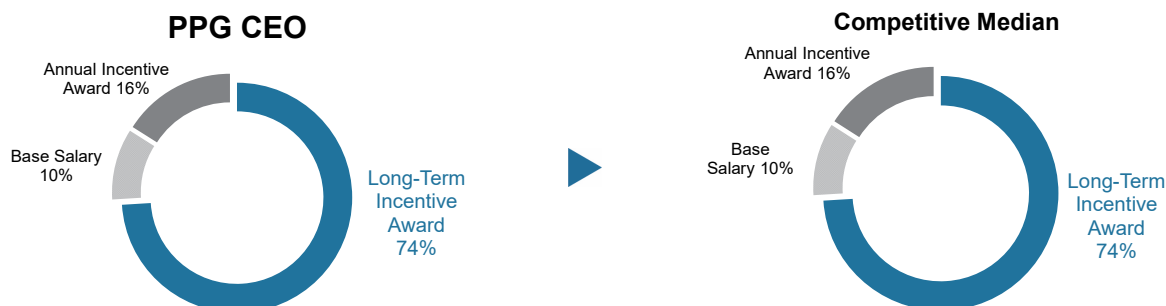 PPG CEO
Annual Incentive
Award 16%
Base Salary
10%
Long-Term
Incentive
Award
74%
Competitive Median
Annual Incentive
Award 16%
Base
Salary 10%
Long-Term
Incentive
Award
74%